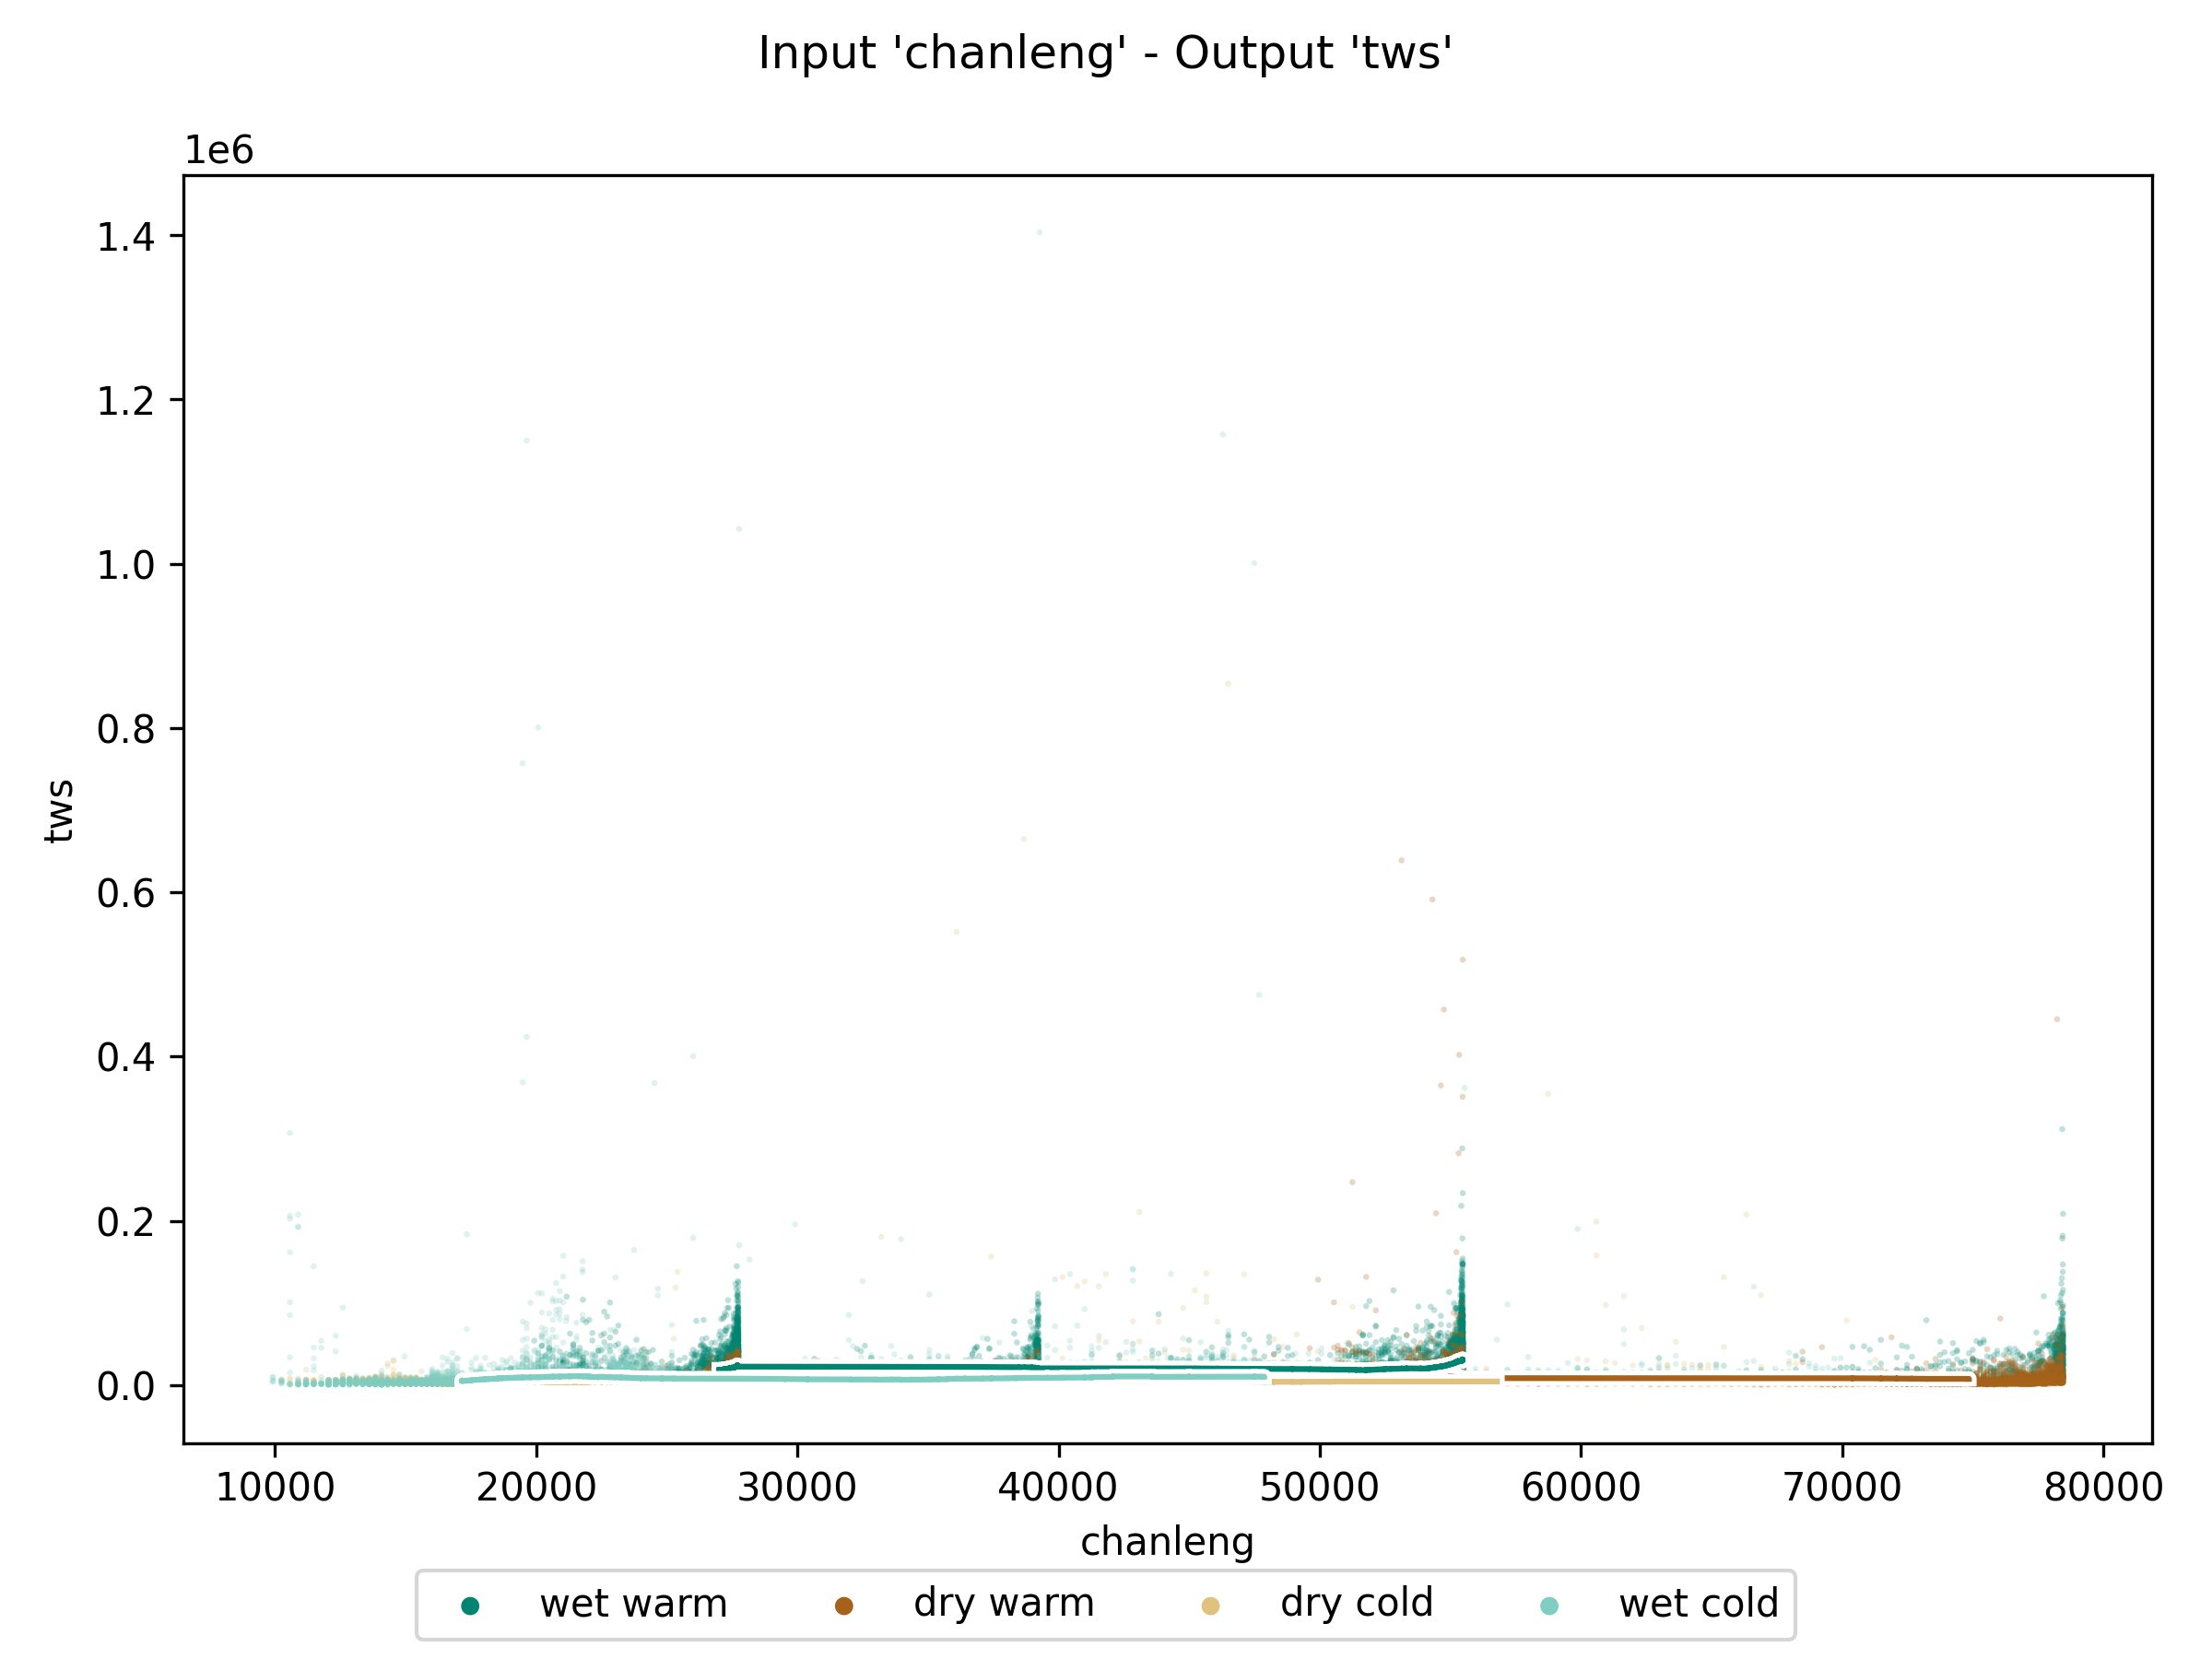 Input 'chanleng' - Output 'tws'
1e6
1.4
1.2
1.0
0.8
0.6
0.4
0.2
0.0
tws
10000 20000 30000 40000 50000 60000 70000 80000
chanleng
wet warm dry warm dry cold wet cold